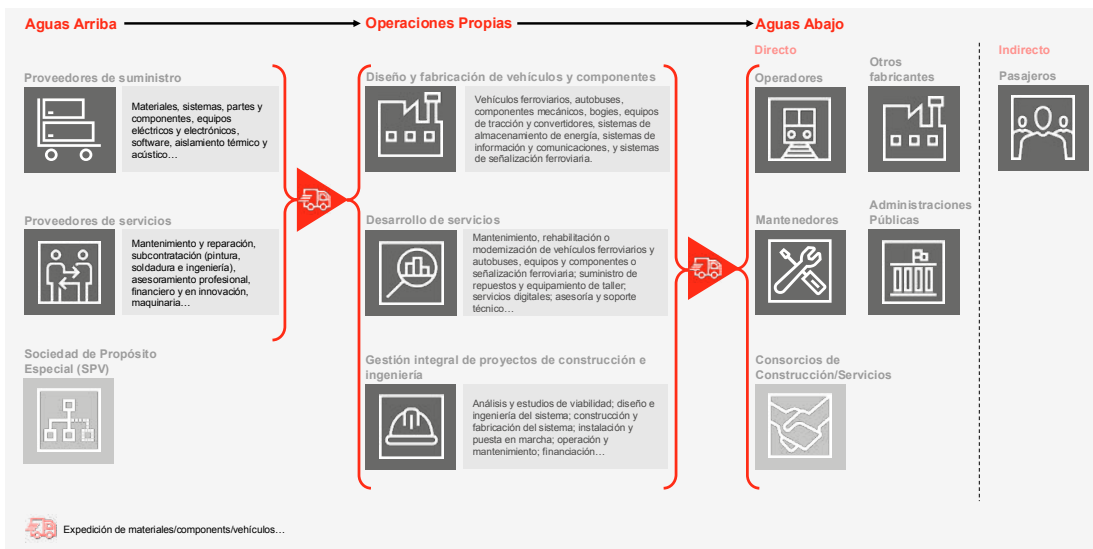 Aguas Arriba
Operaciones Propias
Aguas Abajo
Directo
Indirecto
Proveedores de suministro
Materiales, sistemas, partes y
componentes, equipos
eléctricos y electrónicos,
software, aislamiento térmico y
acústico…
Proveedores de servicios
Mantenimiento y reparación,
subcontratación (pintura,
soldadura e ingeniería),
asesoramiento profesional,
financiero y en innovación,
maquinaria…
Sociedad de Propósito
Especial (SPV)
Diseño y fabricación de vehículos y componentes
Vehículos ferroviarios, autobuses,
componentes mecánicos, bogies, equipos
de tracción y convertidores, sistemas de
almacenamiento de energía, sistemas de
información y comunicaciones, y sistemas
de señalización ferroviaria.
Desarrollo de servicios
Mantenimiento, rehabilitación o
modernización de vehículos ferroviarios y
autobuses, equipos y componentes o
señalización ferroviaria; suministro de
repuestos y equipamiento de taller;
servicios digitales; asesoría y soporte
técnico…
Gestión integral de proyectos de construcción e
ingeniería
Análisis y estudios de viabilidad; diseño e
ingeniería del sistema; construcción y
fabricación del sistema; instalación y
puesta en marcha; operación y
mantenimiento; financiación…
Operadores
Otros
fabricantes
Pasajeros
Mantenedores
Administraciones
Públicas
Consorcios de
Construcción/Servicios
Expedición de materiales/components/vehículos…